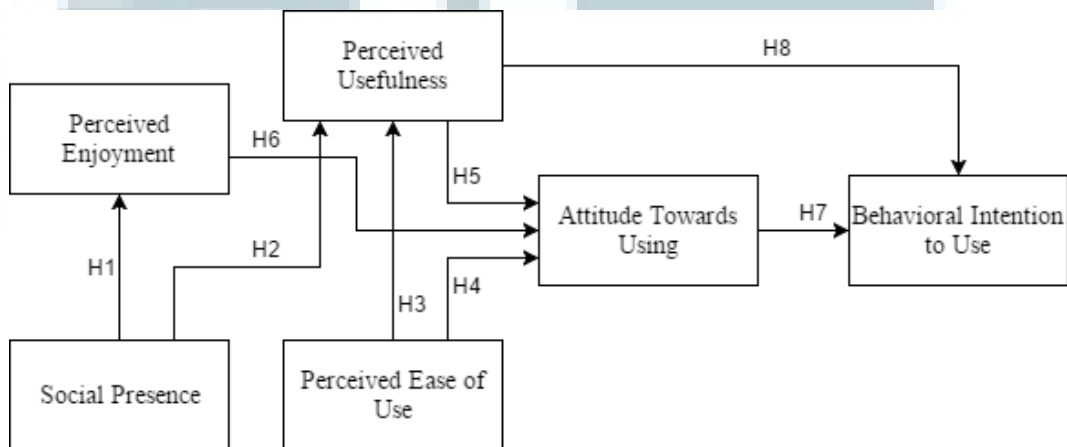 Perceived
Usefulness
H8
Perceived
Enjoyment
H6
H5
Attitude Towards
Using
H7
Behavioral Intention
to Use
H2
H1
H3
H4
Social Presence
Perceived Ease of
Use